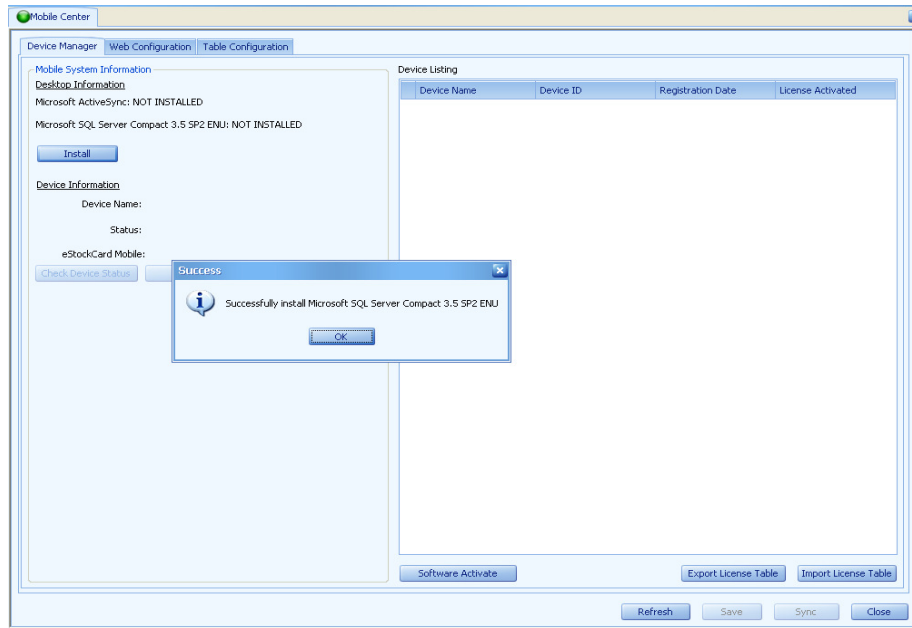 Mobile Center
Device Manager Web Configuration Table Configuration
Mobile System Information
Desktop Information
Microsoft ActiveSync: NOT INSTALLED
Microsoft SQL Server Compact 3.5 SP2 ENU: NOT INSTALLED
Install
Device Information
Device Name:
Status:
eStockCard Mobile:
Check Device Status
Device Listing
Device Name Device ID Registration Date License Activated
Success
Successfully install Microsoft SQL Server Compact 3.5 SP2 ENU
OK
Software Activate Export License Table Import License Table
Refresh Save Sync Close